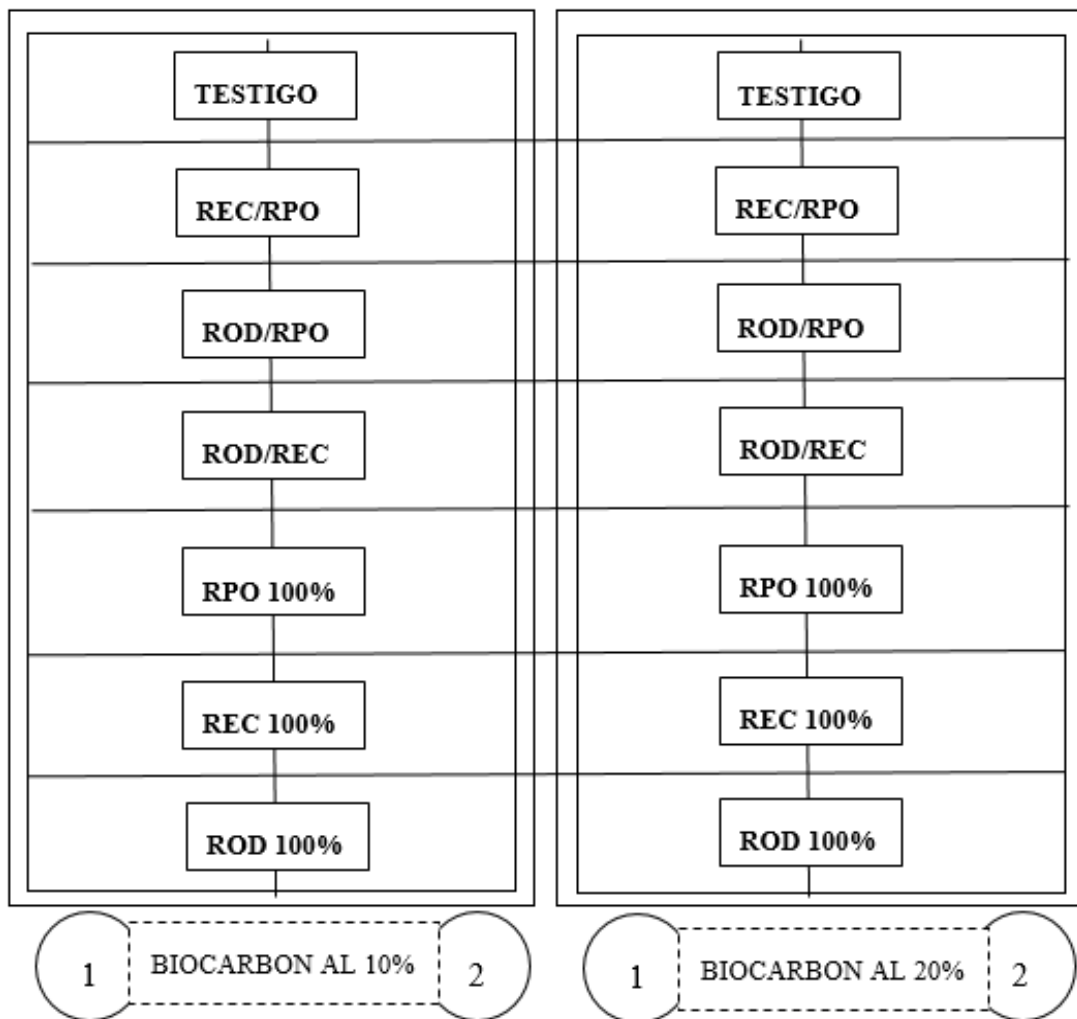 TESTIGO
REC/RPO
ROD/RPO
ROD/REC
RPO 100%
REC 100%
ROD 100%
1
BIOCARBON AL 10%
2
TESTIGO
REC/RPO
ROD/RPO
ROD/REC
RPO 100%
REC 100%
ROD 100%
1
BIOCARBON AL 20%
2